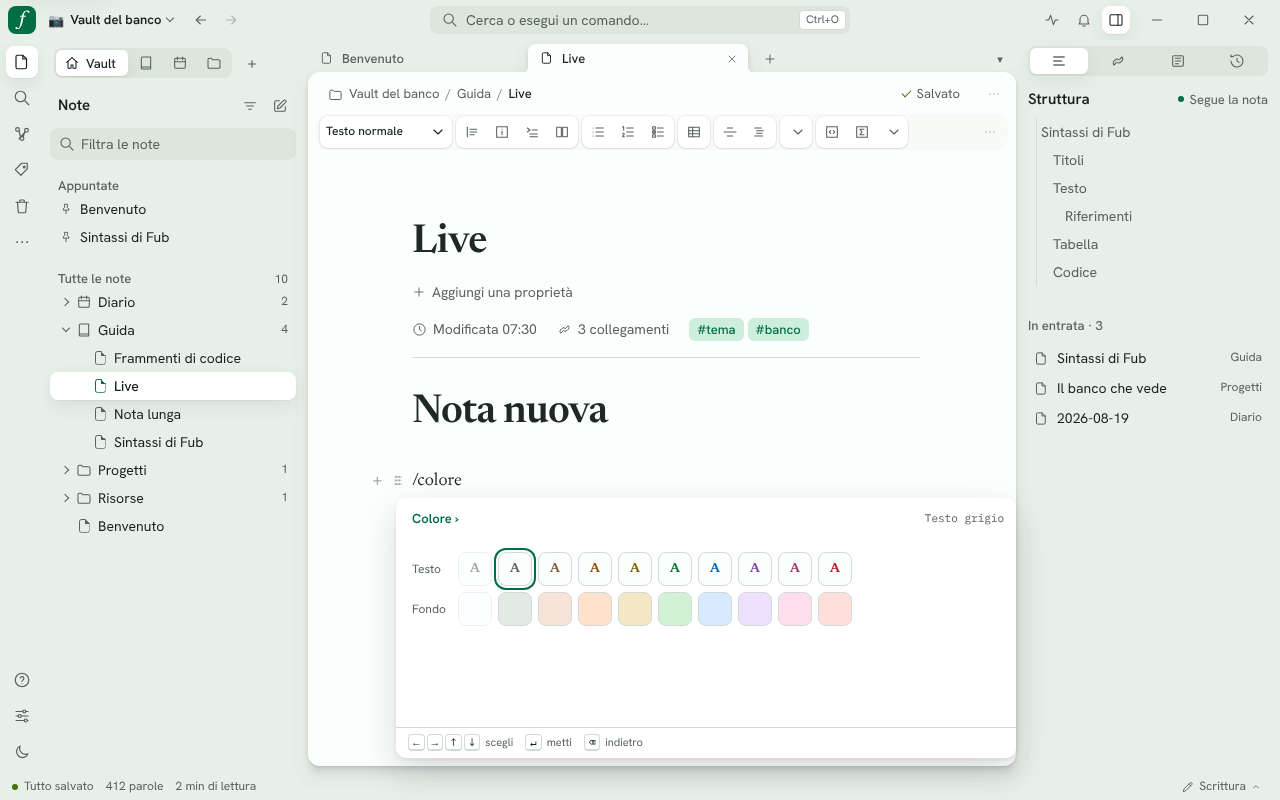 Vault del banco
Cerca o esegui un comando...
Ctrl+O
Vault
Benvenuto
Live
Note
Filtra le note
Appuntate
Benvenuto
Sintassi di Fub
Tutte le note 10
Diario 2
Guida 4
Frammenti di codice
Live
Nota lunga
Sintassi di Fub
Progetti 1
Risorse 1
Benvenuto
Vault del banco / Guida / Live
Salvato
Testo normale
Live
Aggiungi una proprietà
Modificata 07:30
3 collegamenti
#tema
#banco
Nota nuova
/colore
Colore ›
Testo grigio
Testo A A A A A A A A A A
Fondo
scegli
metti
indietro
Struttura
Segue la nota
Sintassi di Fub
Titoli
Testo
Riferimenti
Tabella
Codice
In entrata · 3
Sintassi di Fub Guida
Il banco che vede Progetti
2026-08-19 Diario
Tutto salvato
412 parole
2 min di lettura
Scrittura